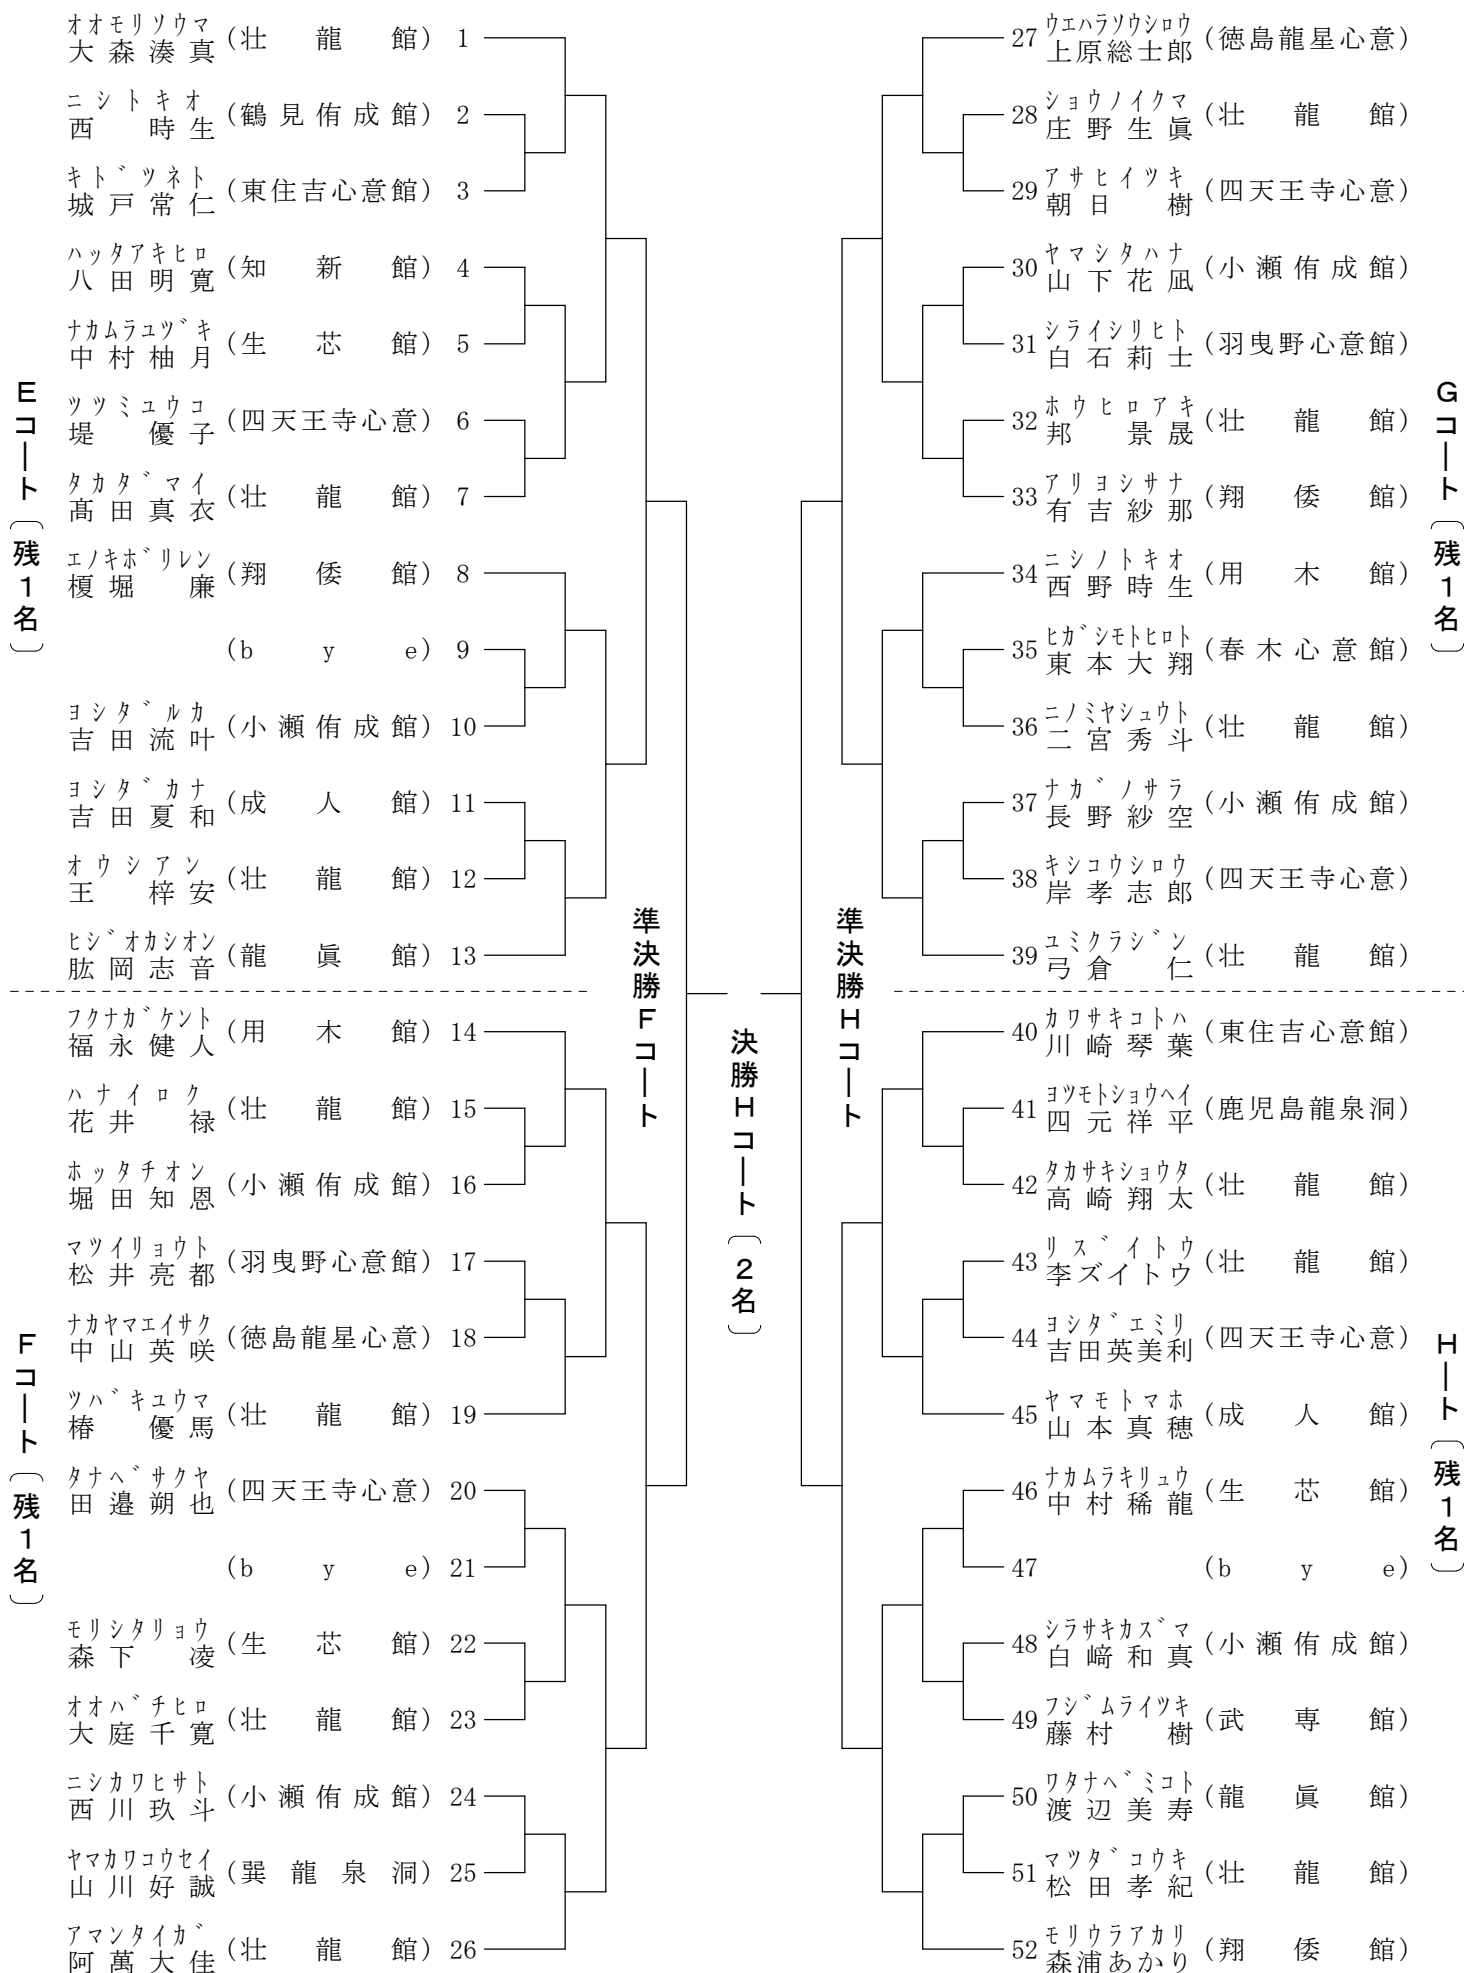 オオモリソウマ
大森湊真 (壮龍館) 1
ニシトキオ
西時生 (鶴見侑成館) 2
キドツネト
城戸常仁 (東住吉心意館) 3
ハッタアキヒロ
八田明寛 (知新館) 4
ナカムラユヅキ
中村柚月 (生芯館) 5
ツツミユウコ
堤優子 (四天王寺心意) 6
タカダマイ
髙田真衣 (壮龍館) 7
エノキボリレン
榎堀廉 (翔倭館) 8
(bye) 9
ヨシダルカ
吉田流叶 (小瀬侑成館) 10
ヨシダカナ
吉田夏和 (成人館) 11
オウシアン
王梓安 (壮龍館) 12
ヒジオカシオン
肱岡志音 (龍眞館) 13
Eコート〔残1名〕
フクナガケント
福永健人 (用木館) 14
ハナイロク
花井禄 (壮龍館) 15
ホッタチオン
堀田知恩 (小瀬侑成館) 16
マツイリョウト
松井亮都 (羽曳野心意館) 17
ナカヤマエイサク
中山英咲 (徳島龍星心意) 18
ツバキユウマ
椿優馬 (壮龍館) 19
タナベサクヤ
田邉朔也 (四天王寺心意) 20
(bye) 21
モリシタリョウ
森下凌 (生芯館) 22
オオバチヒロ
大庭千寛 (壮龍館) 23
ニシカワヒサト
西川玖斗 (小瀬侑成館) 24
ヤマカワコウセイ
山川好誠 (巽龍泉洞) 25
アマンタイガ
阿萬大佳 (壮龍館) 26
Fコート〔残1名〕
準決勝Fコート
決勝Hコート〔2名〕
準決勝Hコート
27 ウエハラソウシロウ
上原総士郎 (徳島龍星心意)
28 ショウノイクマ
庄野生眞 (壮龍館)
29 アサヒイツキ
朝日樹 (四天王寺心意)
30 ヤマシタハナ
山下花凪 (小瀬侑成館)
31 シライシリヒト
白石莉士 (羽曳野心意館)
32 ホウヒロアキ
邦景晟 (壮龍館)
33 アリヨシサナ
有吉紗那 (翔倭館)
34 ニシノトキオ
西野時生 (用木館)
35 ヒガシモトヒロト
東本大翔 (春木心意館)
36 ニノミヤシュウト
二宮秀斗 (壮龍館)
37 ナガノサラ
長野紗空 (小瀬侑成館)
38 キシコウシロウ
岸孝志郎 (四天王寺心意)
39 ユミクラジン
弓倉仁 (壮龍館)
Gコート〔残1名〕
40 カワサキコトハ
川崎琴葉 (東住吉心意館)
41 ヨツモトショウヘイ
四元祥平 (鹿児島龍泉洞)
42 タカサキショウタ
高崎翔太 (壮龍館)
43 リズイトウ
李ズイトウ (壮龍館)
44 ヨシダエミリ
吉田英美利 (四天王寺心意)
45 ヤマモトマホ
山本真穂 (成人館)
46 ナカムラキリュウ
中村稀龍 (生芯館)
47 (bye)
48 シラサキカズマ
白﨑和真 (小瀬侑成館)
49 フジムライツキ
藤村樹 (武専館)
50 ワタナベミコト
渡辺美寿 (龍眞館)
51 マツダコウキ
松田孝紀 (壮龍館)
52 モリウラアカリ
森浦あかり (翔倭館)
Hート〔残1名〕